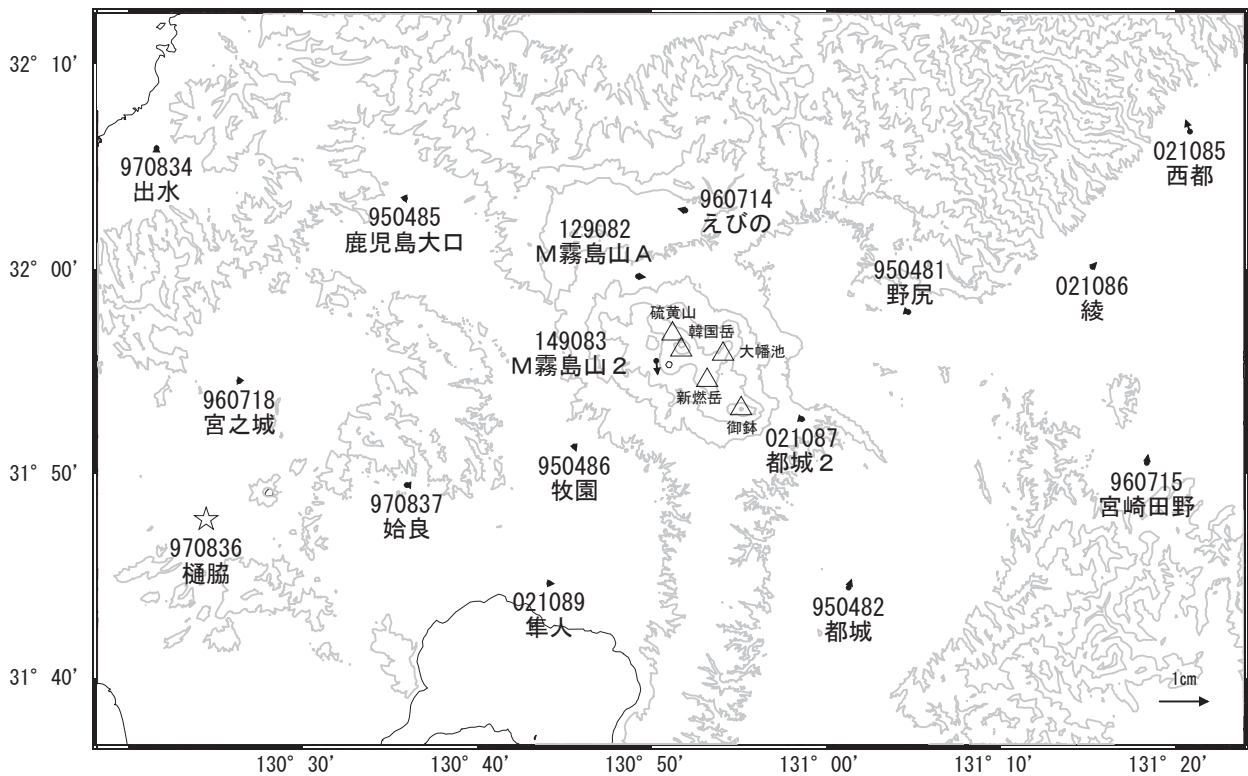 32° 10’
021085
西都
970834
出水
960714
えびの
950485
鹿児島大口
129082
M霧島山A
32° 00’
950481
野尻
021086
綾
硫黄山
韓国岳
149083
M霧島山2
大幡池
新燃岳
960718
宮之城
御鉢
021087
都城2
31° 50’
950486
牧園
960715
宮崎田野
970837
姶良
970836
樋脇
021089
隼人
950482
都城
31° 40’
1cm
130° 30’
130° 40’
130° 50’
131° 00’
131° 10’
131° 20’